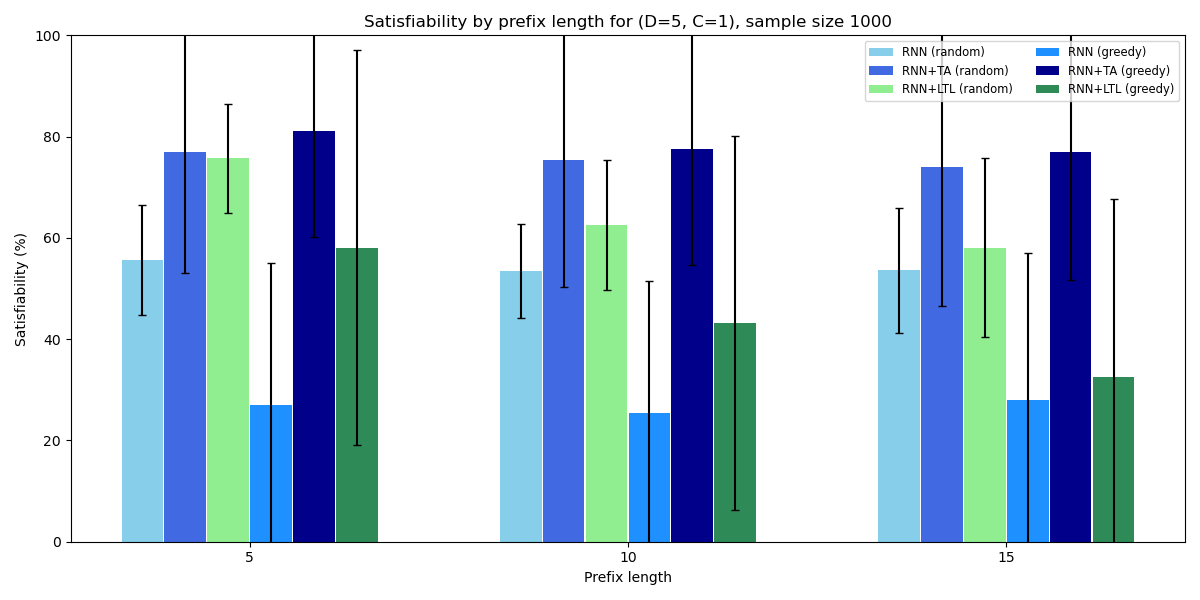 Satisfiability by prefix length for (D=5, C=1), sample size 1000
Satisfiability (%)
100
80
60
40
20
0
RNN (random)
RNN+TA (random)
RNN+LTL (random)
RNN (greedy)
RNN+TA (greedy)
RNN+LTL (greedy)
5
10
15
Prefix length